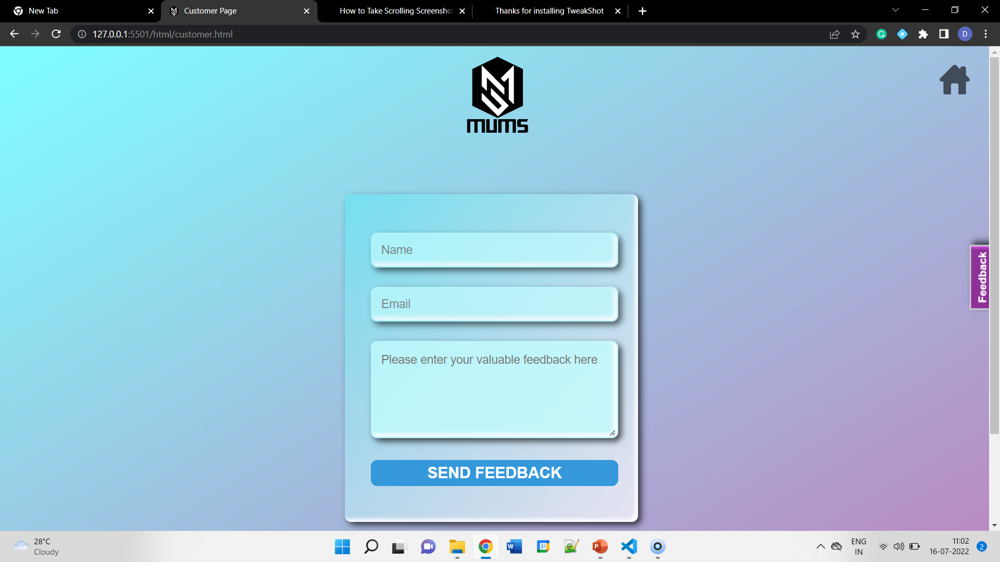 New Tab
Customer Page
How to Take Scrolling Screensho
Thanks for installing TweakShot
127.0.0.1:5501/html/customer.html
D
mums
Name
Email
Feedback
Please enter your valuable feedback here
SEND FEEDBACK
28°C
Cloudy
W
31
P
ENG
IN
11:02
16-07-2022
2